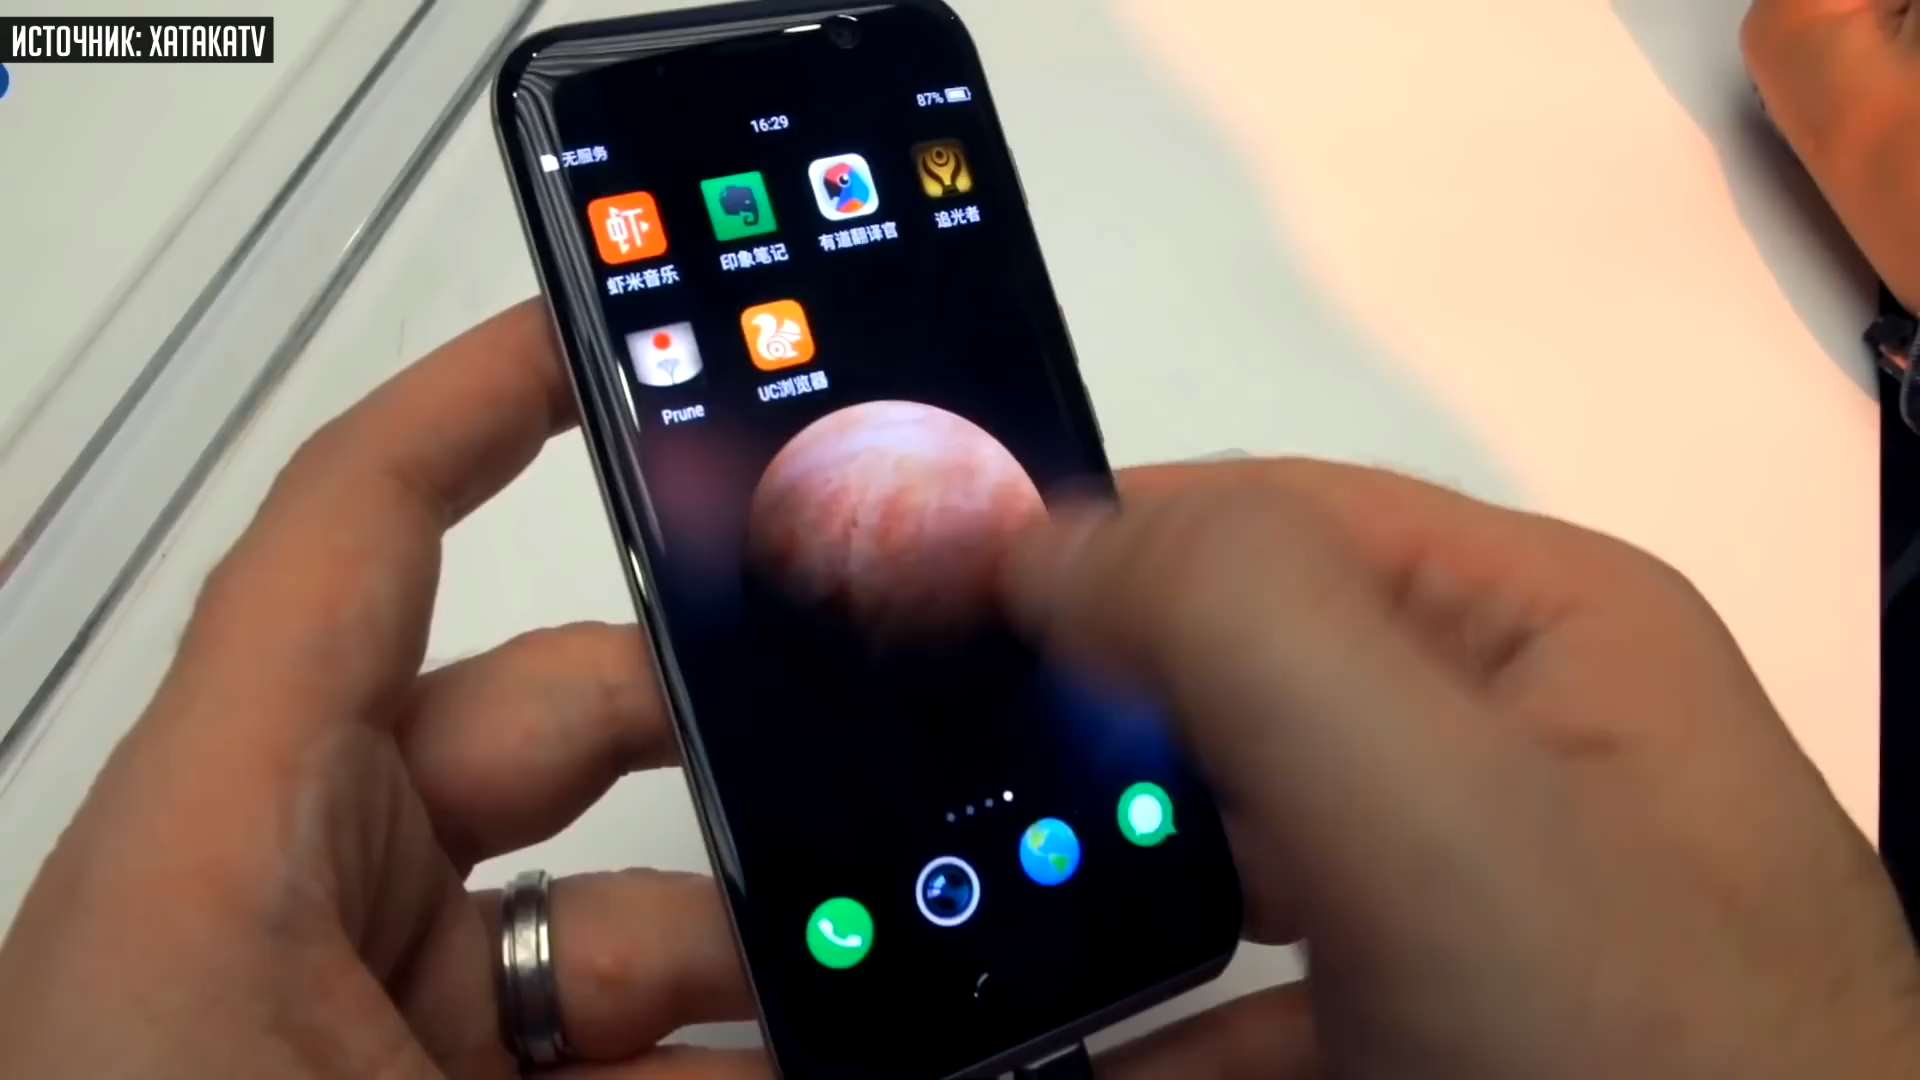 ИСТОЧНИК: XATAKATV
87%
16:29
无服务
虾
虾米音乐
印象笔记
有道翻译官
追光者
Prune
UC浏览器